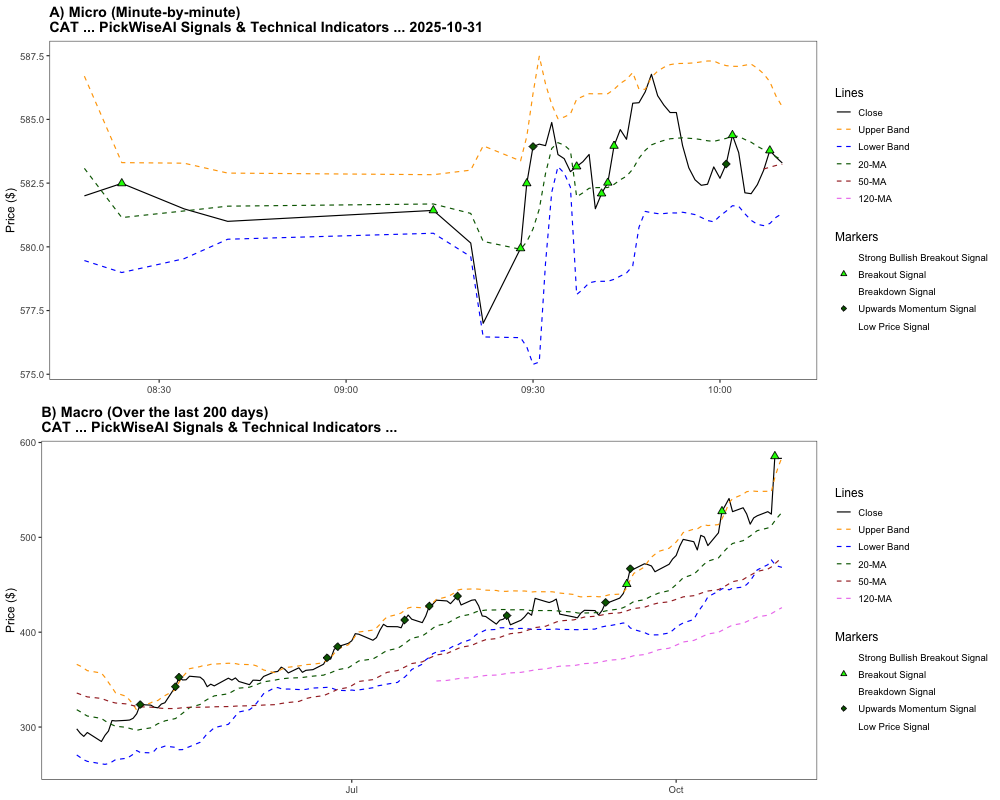 A) Micro (Minute-by-minute)
CAT ... PickWiseAI Signals & Technical Indicators ... 2025-10-31
Price ($)
587.5
585.0
582.5
580.0
577.5
575.0
08:30
09:00
09:30
10:00
Lines
Close
Upper Band
Lower Band
20-MA
50-MA
120-MA
Markers
Strong Bullish Breakout Signal
Breakout Signal
Breakdown Signal
Upwards Momentum Signal
Low Price Signal
B) Macro (Over the last 200 days)
CAT ... PickWiseAI Signals & Technical Indicators ...
Price ($)
600
500
400
300
Jul
Oct
Lines
Close
Upper Band
Lower Band
20-MA
50-MA
120-MA
Markers
Strong Bullish Breakout Signal
Breakout Signal
Breakdown Signal
Upwards Momentum Signal
Low Price Signal